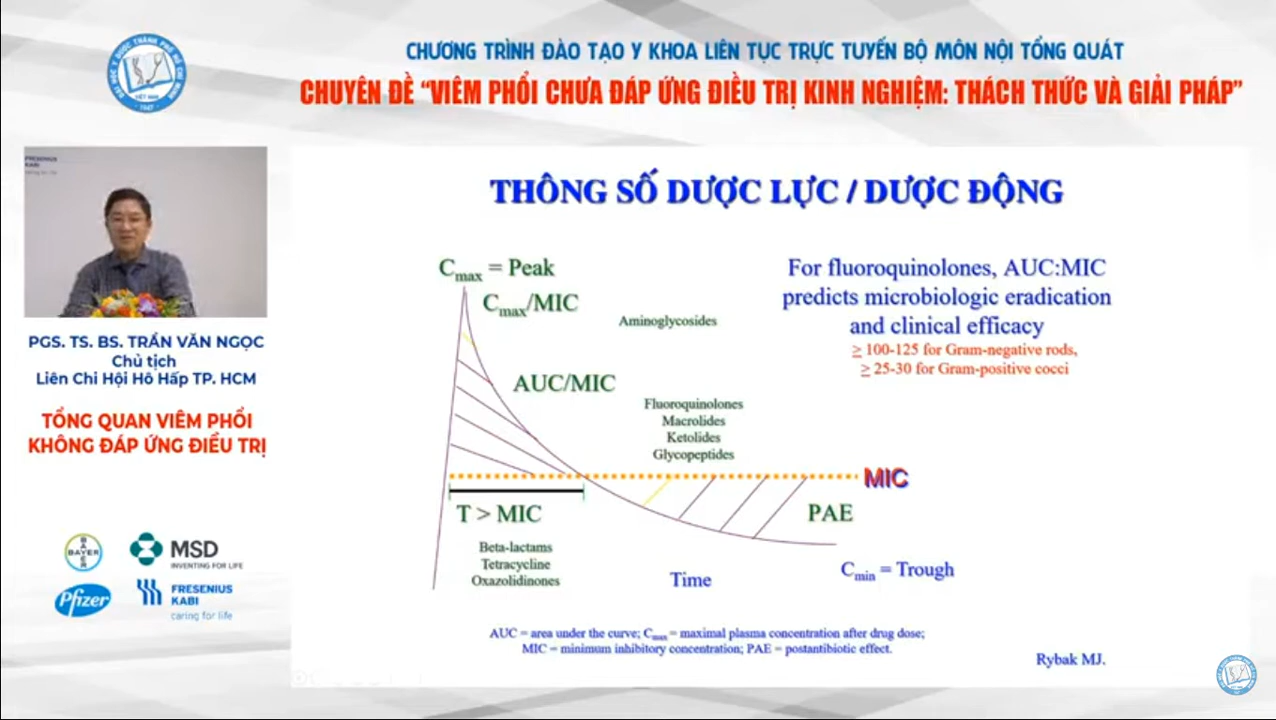 CHƯƠNG TRÌNH ĐÀO TẠO Y KHOA LIÊN TỤC TRỰC TUYẾN BỘ MÔN NỘI TỔNG QUÁT
CHUYÊN ĐỀ “VIÊM PHỔI CHƯA ĐÁP ỨNG ĐIỀU TRỊ KINH NGHIỆM: THÁCH THỨC VÀ GIẢI PHÁP”
FRESENIUS
KABI
PGS. TS. BS. TRẦN VĂN NGỌC
Chủ tịch
Liên Chi Hội Hô Hấp TP. HCM
TỔNG QUAN VIÊM PHỔI
KHÔNG ĐÁP ỨNG ĐIỀU TRỊ
BAYER
MSD
INVENTING FOR LIFE
Pfizer
FRESENIUS
KABI
caring for life
THÔNG SỐ DƯỢC LỰC / DƯỢC ĐỘNG
Cmax = Peak
Cmax/MIC
Aminoglycosides
For fluoroquinolones, AUC:MIC
predicts microbiologic eradication
and clinical efficacy
≥ 100-125 for Gram-negative rods,
≥ 25-30 for Gram-positive cocci
AUC/MIC
Fluoroquinolones
Macrolides
Ketolides
Glycopeptides
MIC
T > MIC
PAE
Beta-lactams
Tetracycline
Oxazolidinones
Time
Cmin = Trough
AUC = area under the curve; Cmax = maximal plasma concentration after drug dose;
MIC = minimum inhibitory concentration; PAE = postantibiotic effect.
Rybak MJ.